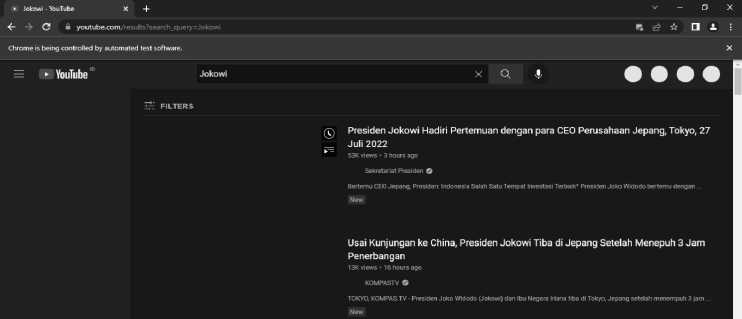 Jokowi - YouTube
youtube.com/results?search_query=Jokowi
Chrome is being controlled by automated test software.
YouTube ID
Jokowi
FILTERS
Presiden Jokowi Hadiri Pertemuan dengan para CEO Perusahaan Jepang, Tokyo, 27
Juli 2022
53K views • 3 hours ago
Sekretariat Presiden
Bertemu CEO Jepang, Presiden: Indonesia Salah Satu Tempat Investasi Terbaik* Presiden Joko Widodo bertemu dengan ...
New
Usai Kunjungan ke China, Presiden Jokowi Tiba di Jepang Setelah Menepuh 3 Jam
Penerbangan
13K views • 16 hours ago
KOMPASTV
TOKYO, KOMPAS.TV - Presiden Joko Widodo (Jokowi) dan Ibu Negara Iriana tiba di Tokyo, Jepang setelah menempuh 3 jam ...
New